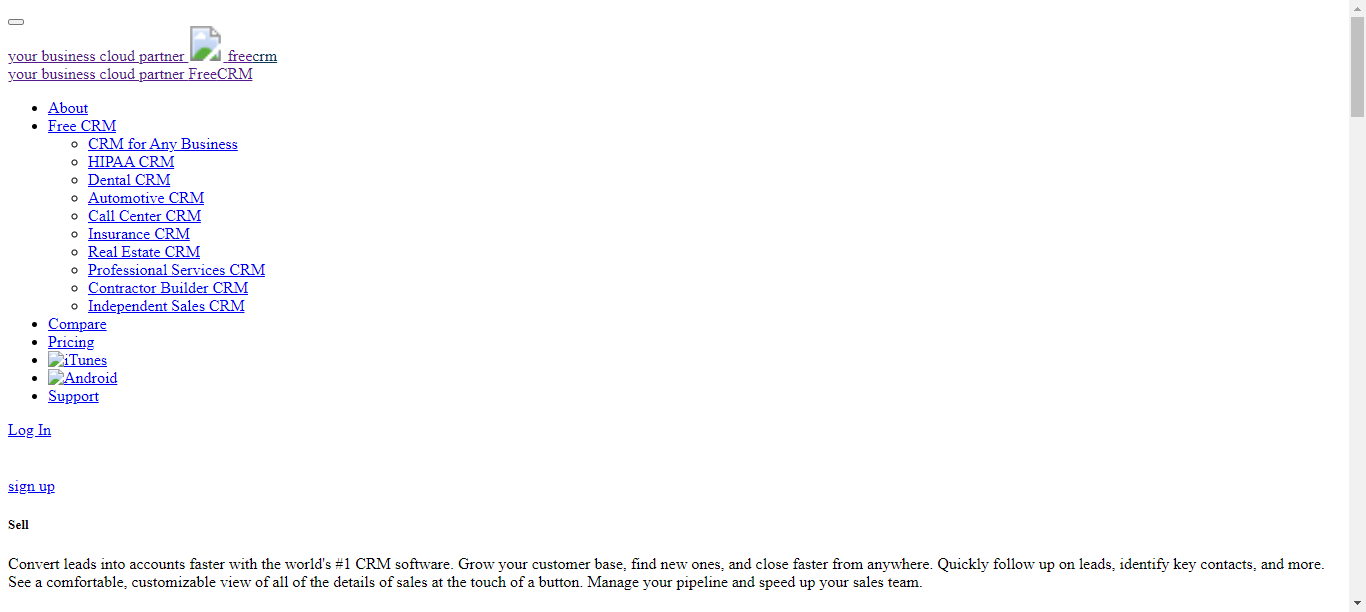 your business cloud partner freecrm
your business cloud partner FreeCRM
About
Free CRM
CRM for Any Business
HIPAA CRM
Dental CRM
Automotive CRM
Call Center CRM
Insurance CRM
Real Estate CRM
Professional Services CRM
Contractor Builder CRM
Independent Sales CRM
Compare
Pricing
iTunes
Android
Support
Log In
sign up
Sell
Convert leads into accounts faster with the world's #1 CRM software. Grow your customer base, find new ones, and close faster from anywhere. Quickly follow up on leads, identify key contacts, and more.
See a comfortable, customizable view of all of the details of sales at the touch of a button. Manage your pipeline and speed up your sales team.